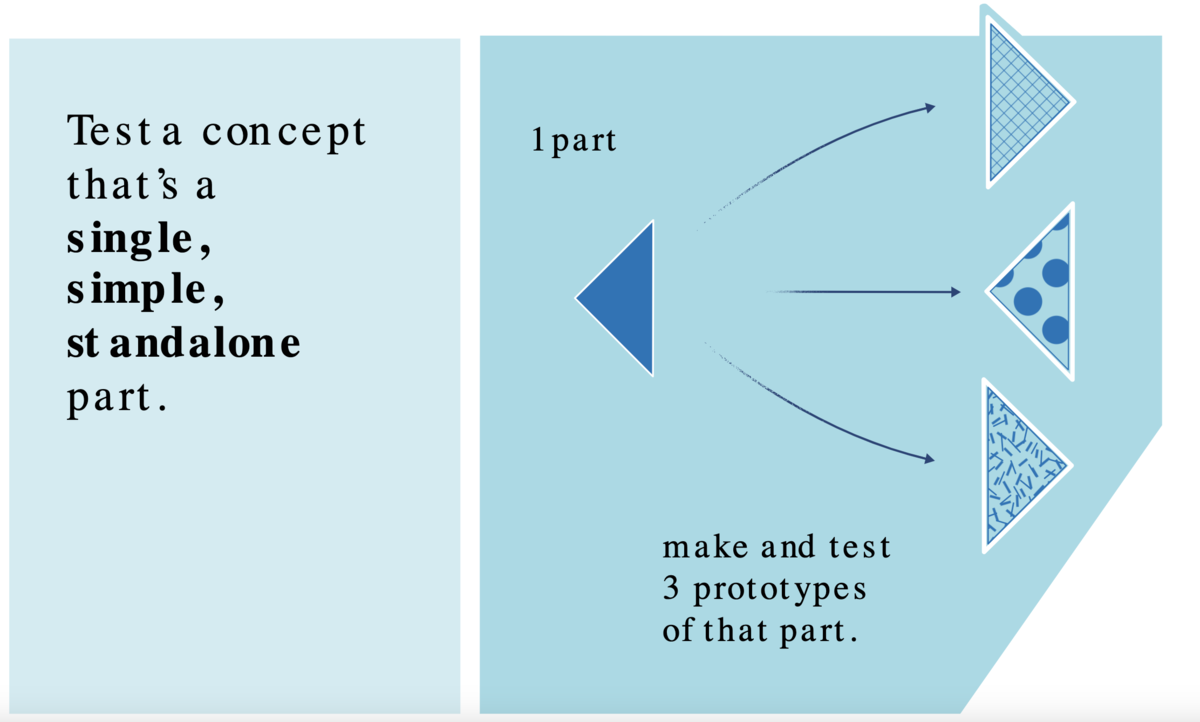 Test a concept
that's a
single,
simple,
standalone
part.
1 part
make and test
3 prototypes
of that part.